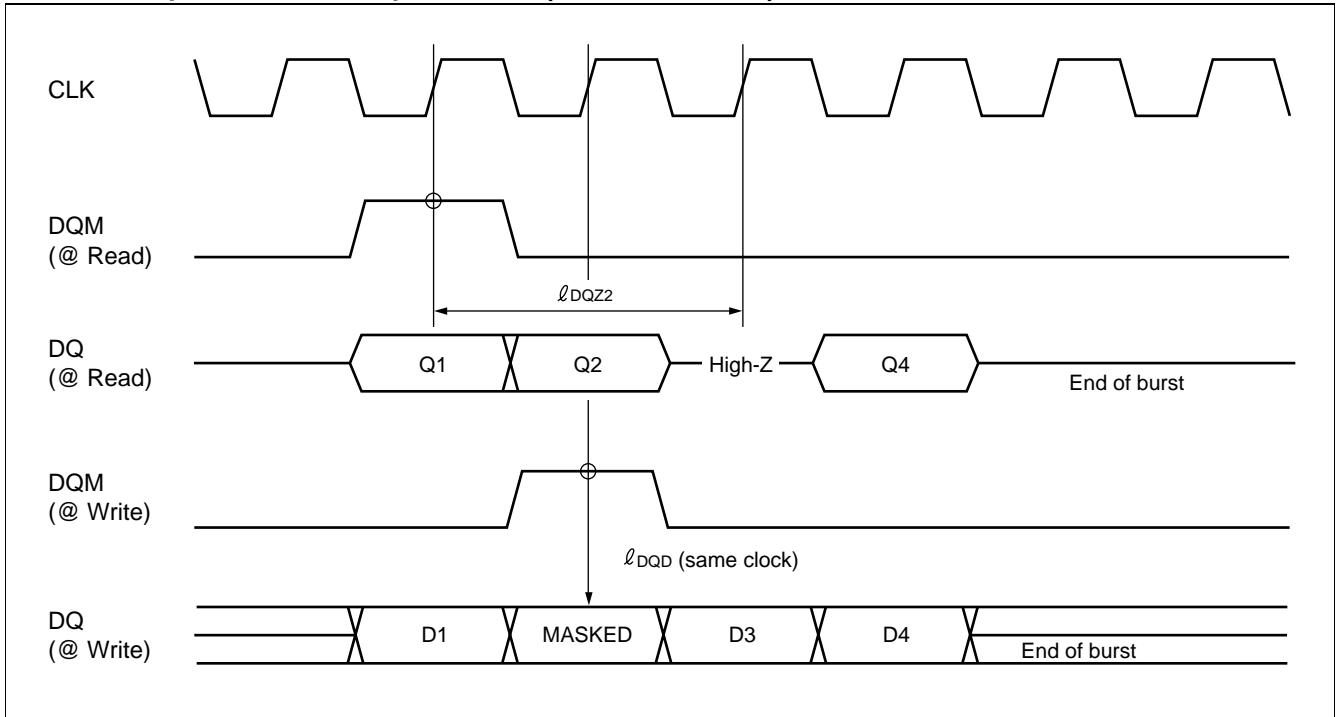 CLK
DQM
(@ Read)
ℓDQZ2
DQ
(@ Read)
Q1
Q2
High-Z
Q4
End of burst
DQM
(@ Write)
ℓDQD (same clock)
DQ
(@ Write)
D1
MASKED
D3
D4
End of burst